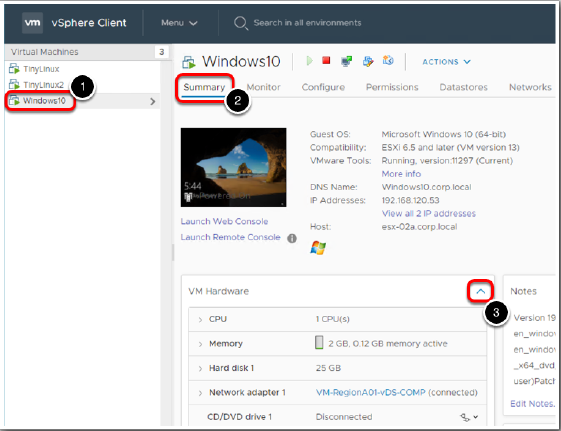 vm vSphere Client Menu Search in all environments
Virtual Machines 3
TinyLinux
TinyLinux2
Windows10
1
Windows10 ACTIONS
Summary Monitor Configure Permissions Datastores Networks
2
5:44
Guest OS: Microsoft Windows 10 (64-bit)
Compatibility: ESXi 6.5 and later (VM version 13)
VMware Tools: Running, version:11297 (Current)
More info
DNS Name: Windows10.corp.local
IP Addresses: 192.168.120.53
View all 2 IP addresses
Host: esx-02a.corp.local
Launch Web Console
Launch Remote Console
VM Hardware
3
CPU 1 CPU(s)
Memory 2 GB, 0.12 GB memory active
Hard disk 1 25 GB
Network adapter 1 VM-RegionA01-vDS-COMP (connected)
CD/DVD drive 1 Disconnected
Notes
Version 19
en_window
en_window
_x64_dvd_
user)Patch
Edit Notes.